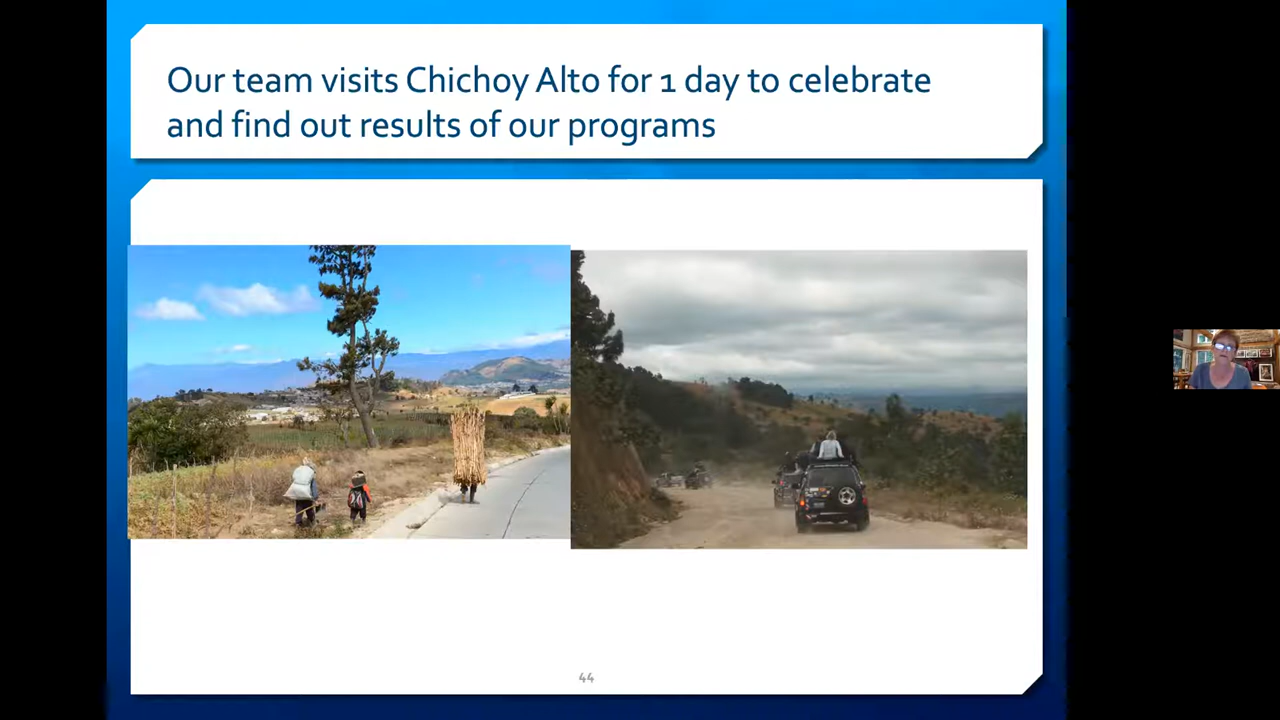 Our team visits Chichoy Alto for 1 day to celebrate
and find out results of our programs
44